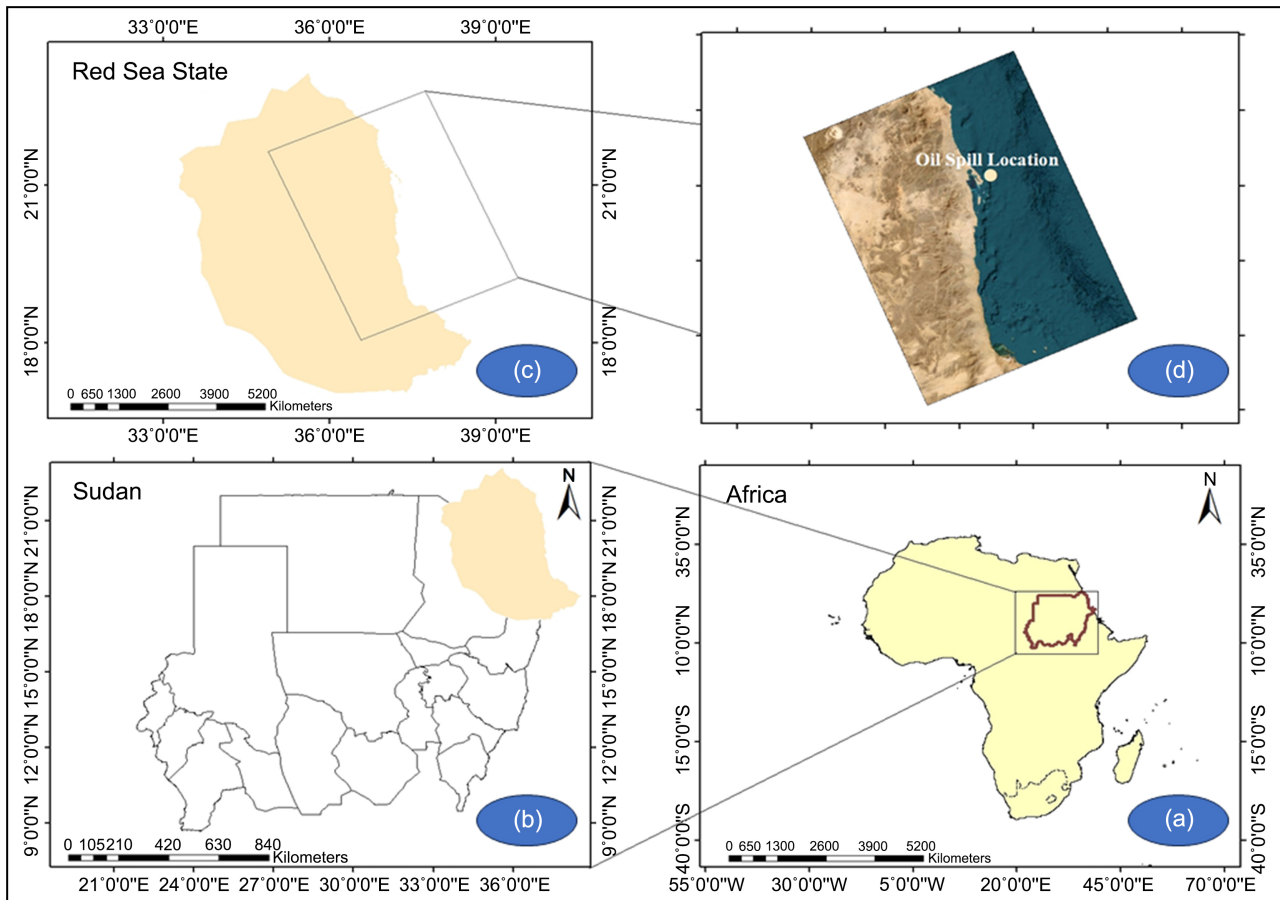 33°0'0"E 36°0'0"E 39°0'0"E
Red Sea State
21°0'0"N
18°0'0"N
21°0'0"N
18°0'0"N
0 650 1300 2600 3900 5200
Kilometers
(c)
33°0'0"E 36°0'0"E 39°0'0"E
Oil Spill Location
(d)
Sudan
N
21°0'0"N
18°0'0"N
15°0'0"N
12°0'0"N
9°0'0"N
21°0'0"N
18°0'0"N
15°0'0"N
12°0'0"N
9°0'0"N
(b)
0 105 210 420 630 840
Kilometers
21°0'0"E 24°0'0"E 27°0'0"E 30°0'0"E 33°0'0"E 36°0'0"E
Africa
N
35°0'0"N
10°0'0"N
15°0'0"S
40°0'0"S
35°0'0"N
10°0'0"N
15°0'0"S
40°0'0"S
(a)
0 650 1300 2600 3900 5200
Kilometers
55°0'0"W 30°0'0"W 5°0'0"W 20°0'0"E 45°0'0"E 70°0'0"E